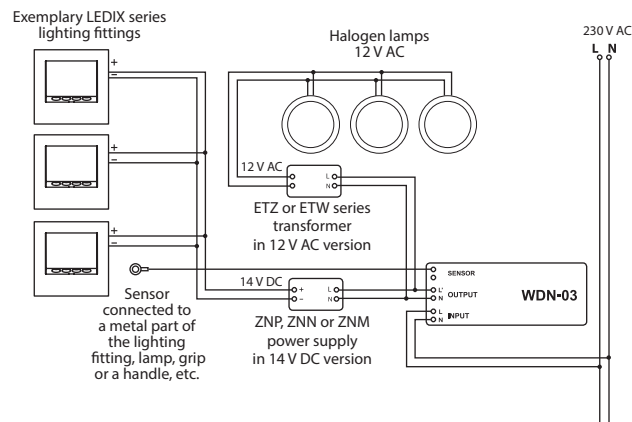 Exemplary LEDIX series
lighting fittings
Halogen lamps
12 V AC
230 V AC
L N
+
−
+
−
+
−
12 V AC
L
N
ETZ or ETW series
transformer
in 12 V AC version
Sensor
connected to
a metal part of
the lighting
fitting, lamp, grip
or a handle, etc.
14 V DC
+ L
− N
ZNP, ZNN or ZNM
power supply
in 14 V DC version
SENSOR
L' OUTPUT
N
L INPUT
N
WDN-03